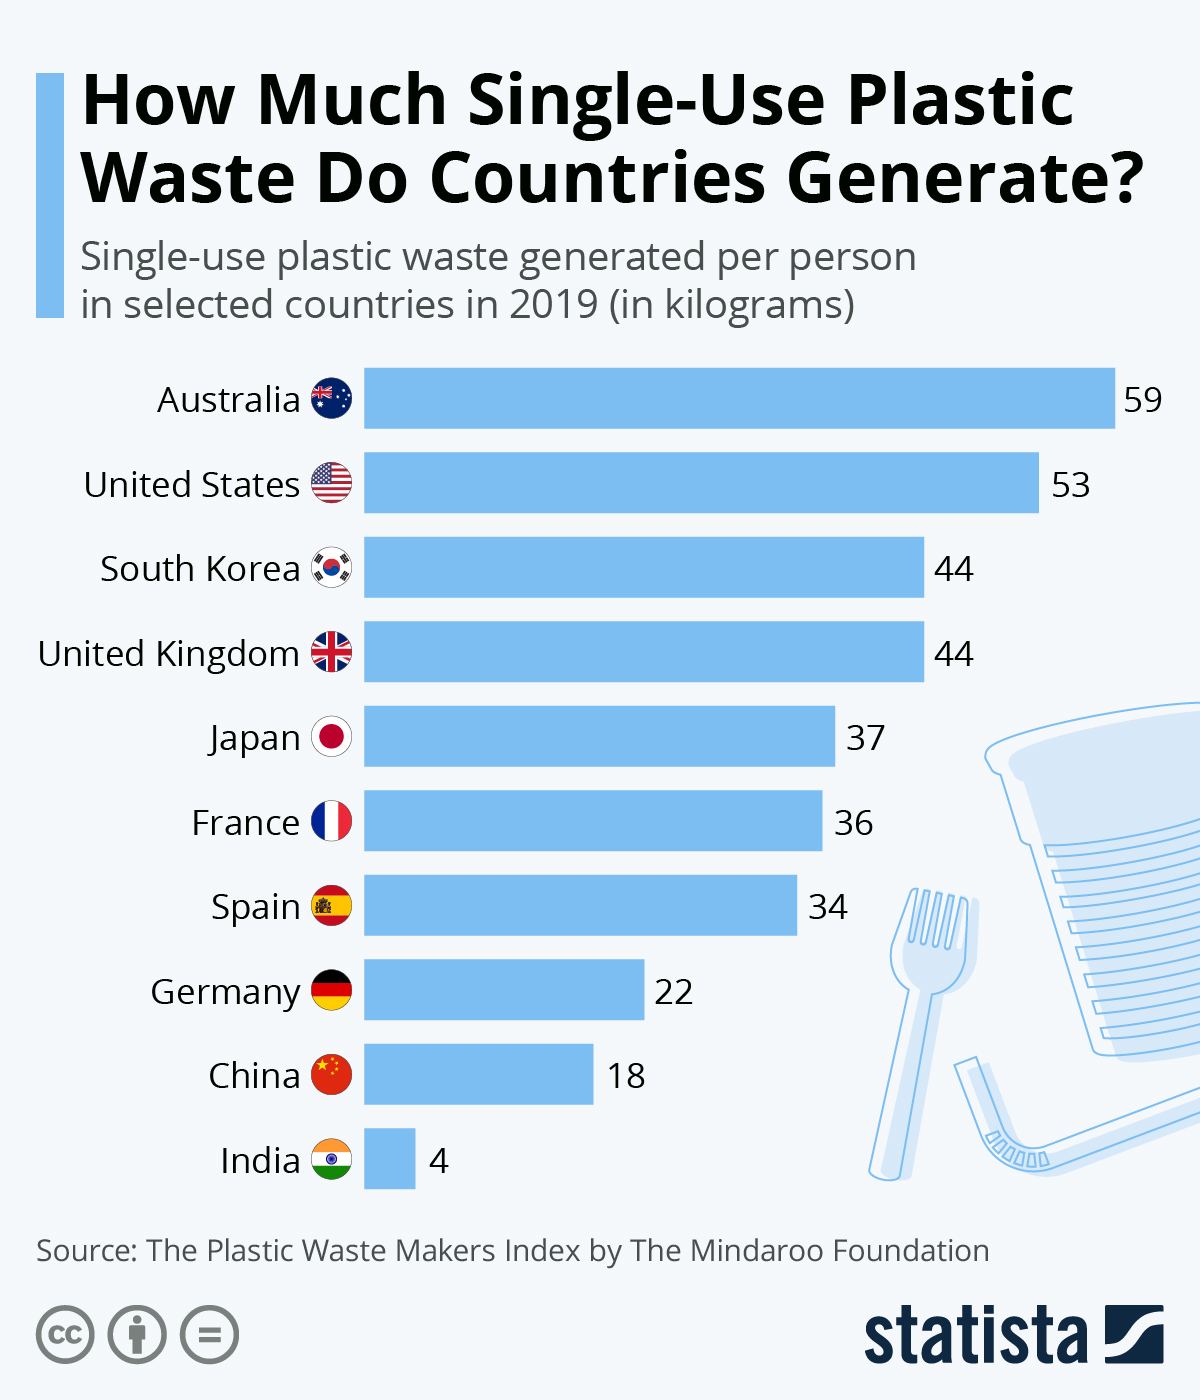 How Much Single-Use Plastic
Waste Do Countries Generate?
Single-use plastic waste generated per person
in selected countries in 2019 (in kilograms)
Australia 59
United States 53
South Korea 44
United Kingdom 44
Japan 37
France 36
Spain 34
Germany 22
China 18
India 4
Source: The Plastic Waste Makers Index by The Mindaroo Foundation
cc = statista